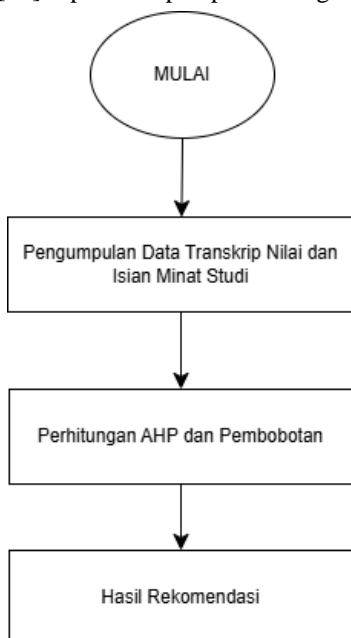 MULAI
Pengumpulan Data Transkrip Nilai dan
Isian Minat Studi
Perhitungan AHP dan Pembobotan
Hasil Rekomendasi